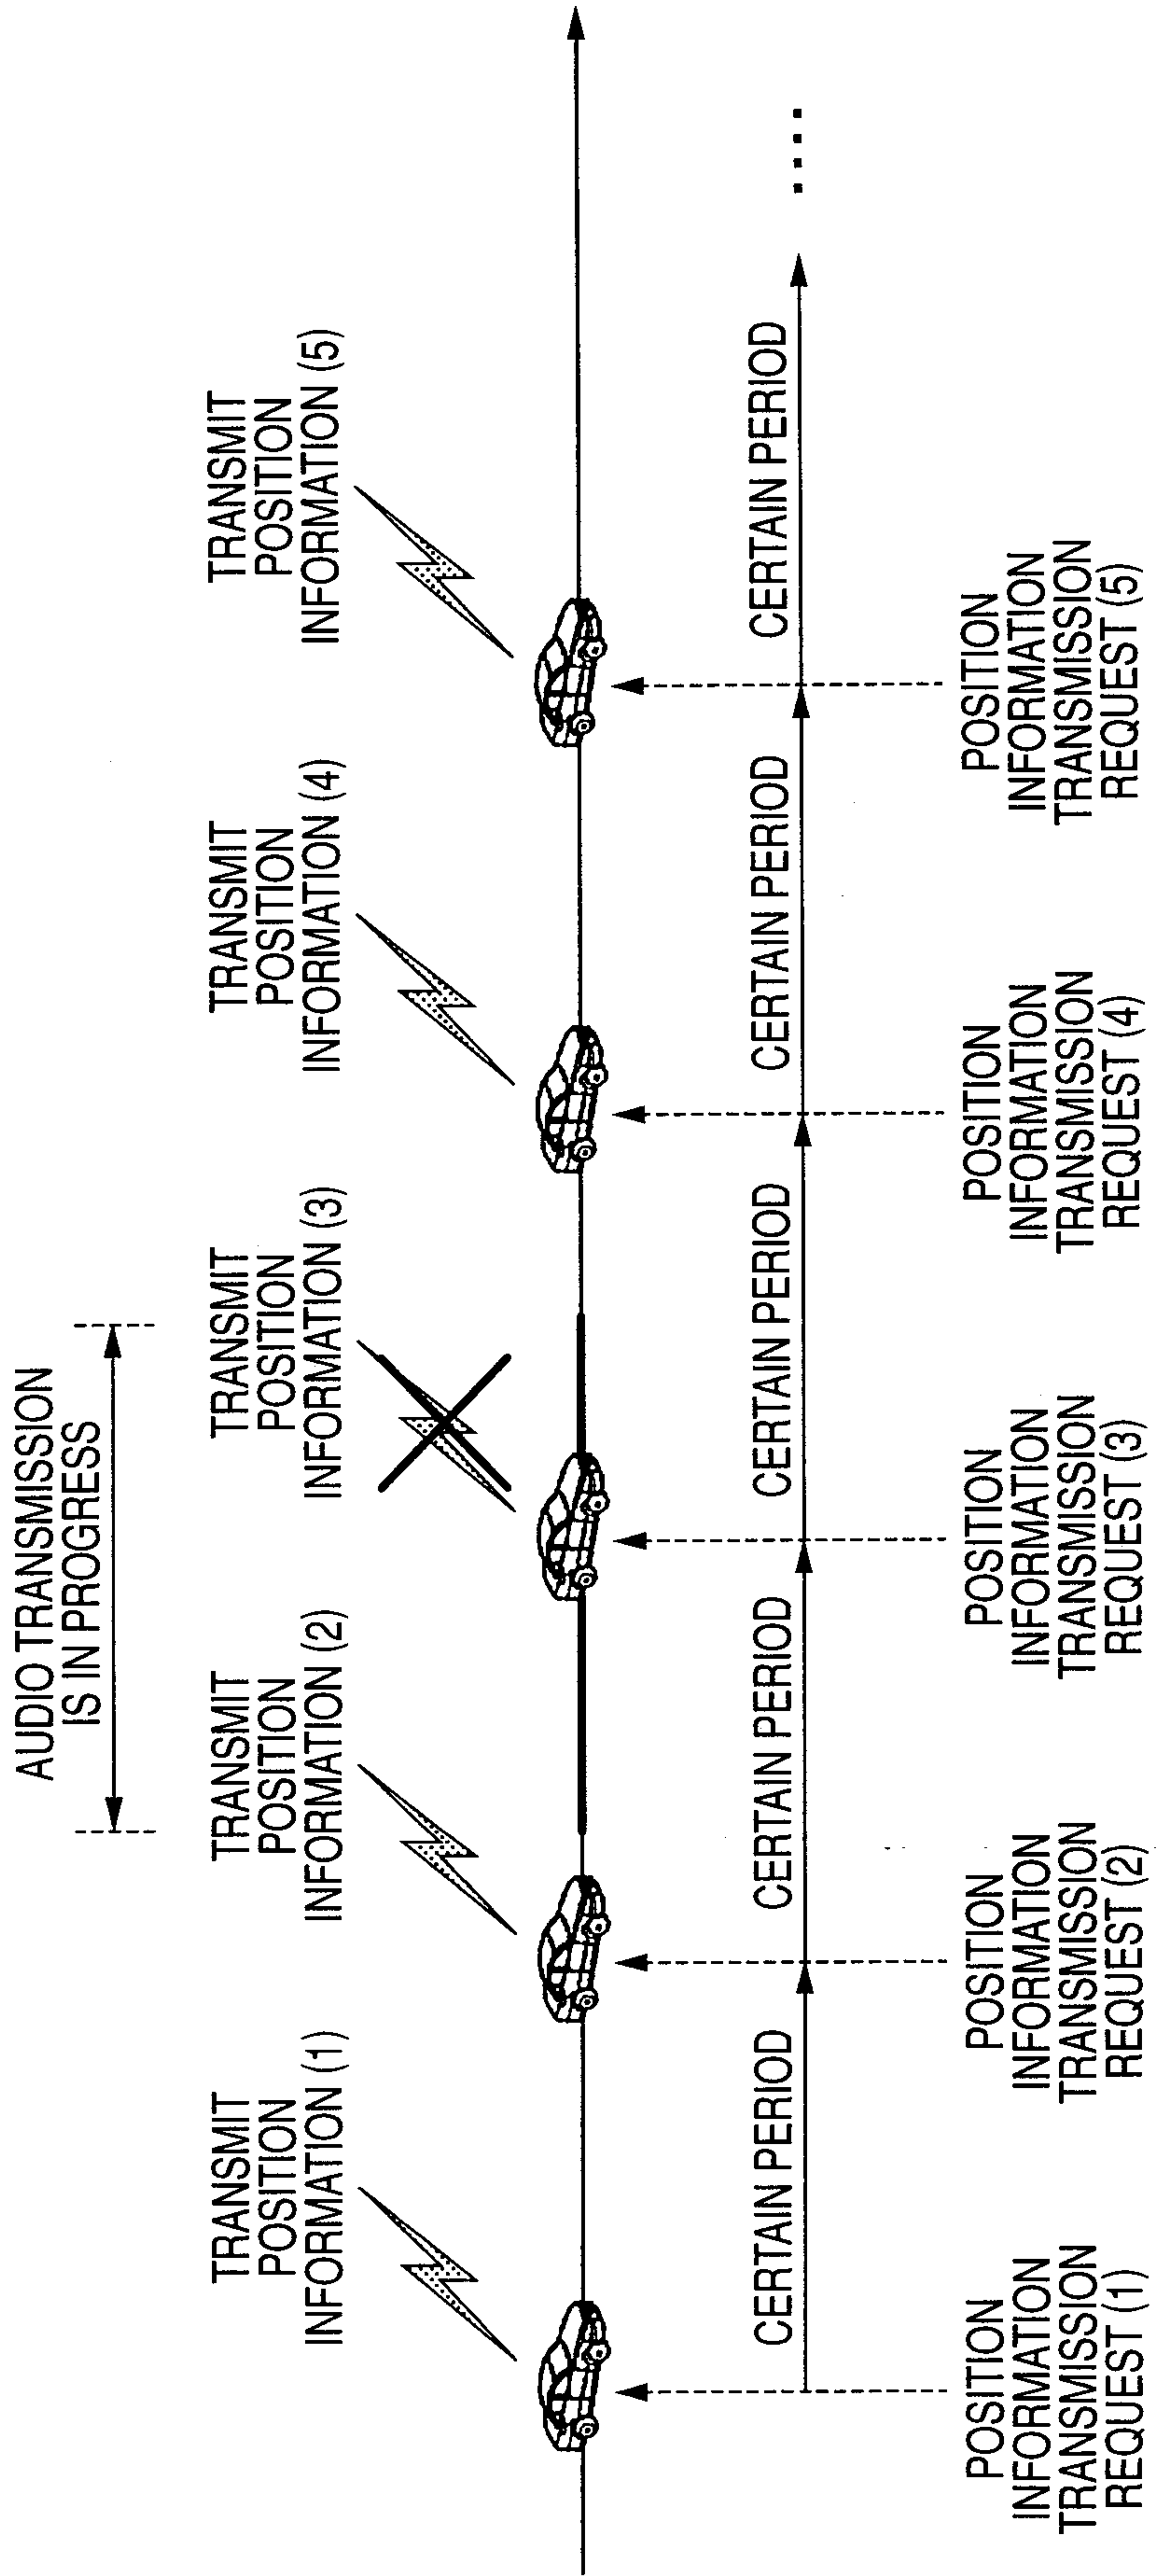 AUDIO TRANSMISSION
IS IN PROGRESS
TRANSMIT
POSITION
INFORMATION (1)
TRANSMIT
POSITION
INFORMATION (2)
TRANSMIT
POSITION
INFORMATION (3)
TRANSMIT
POSITION
INFORMATION (4)
TRANSMIT
POSITION
INFORMATION (5)
CERTAIN PERIOD
CERTAIN PERIOD
CERTAIN PERIOD
CERTAIN PERIOD
CERTAIN PERIOD
POSITION
INFORMATION
TRANSMISSION
REQUEST (1)
POSITION
INFORMATION
TRANSMISSION
REQUEST (2)
POSITION
INFORMATION
TRANSMISSION
REQUEST (3)
POSITION
INFORMATION
TRANSMISSION
REQUEST (4)
POSITION
INFORMATION
TRANSMISSION
REQUEST (5)